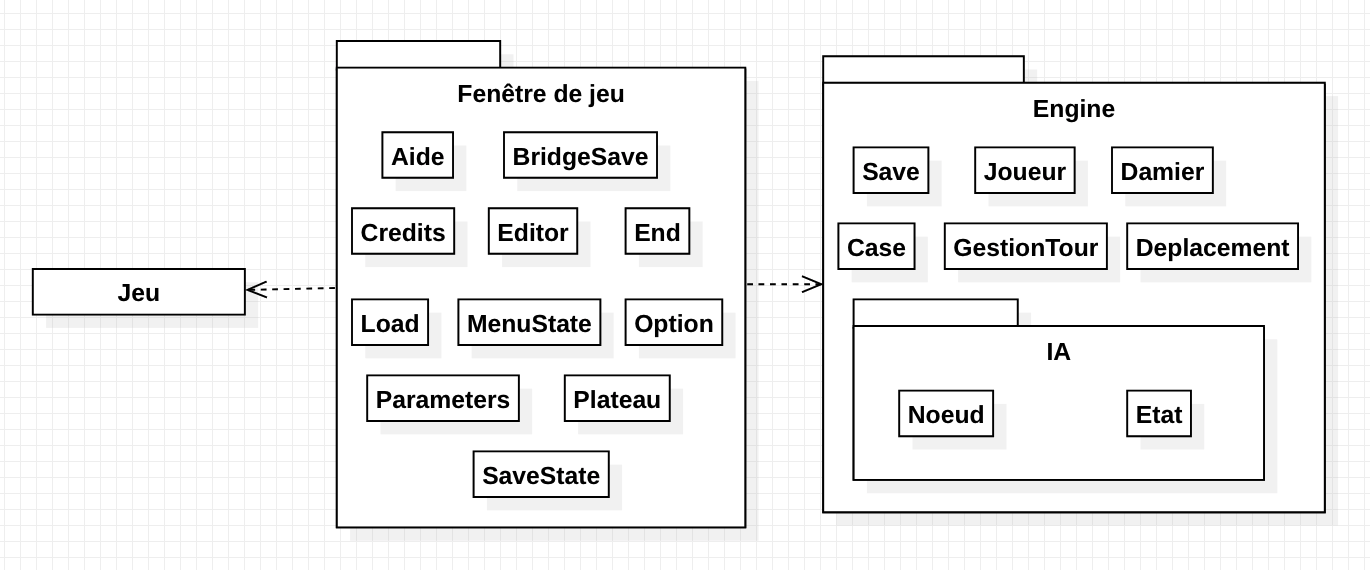 Jeu
Fenêtre de jeu
Aide
BridgeSave
Credits
Editor
End
Load
MenuState
Option
Parameters
Plateau
SaveState
Engine
Save
Joueur
Damier
Case
GestionTour
Deplacement
IA
Noeud
Etat